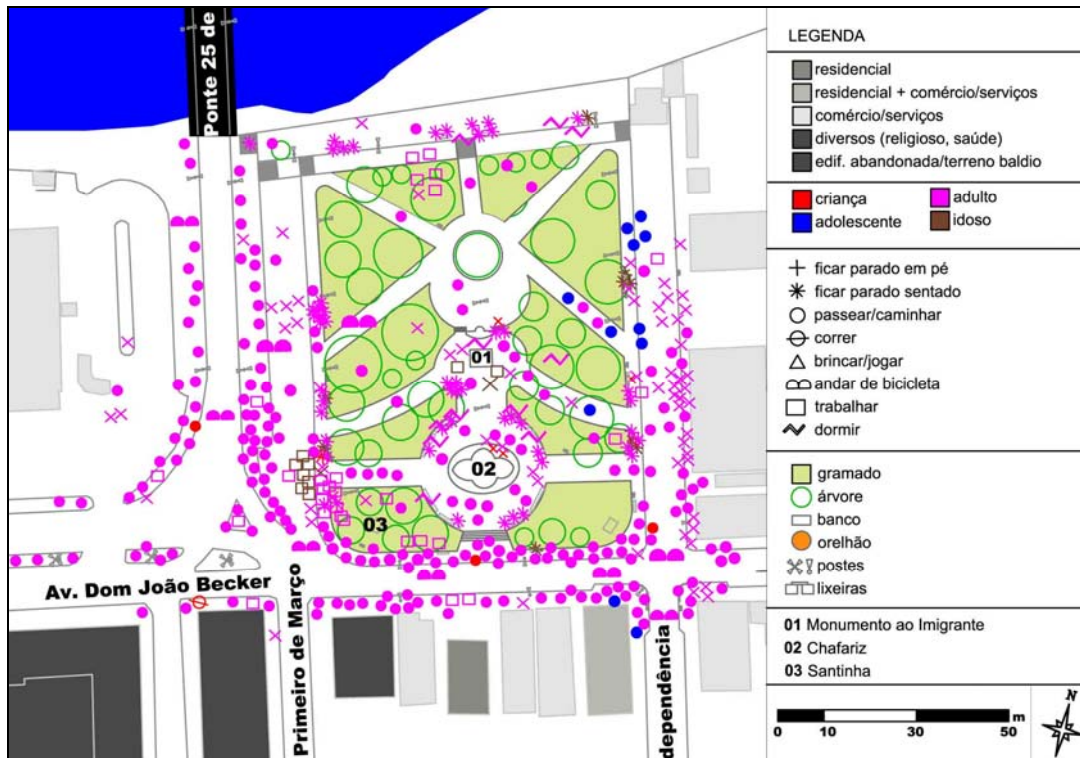 Ponte 25 de
01
02
03
Av. Dom João Becker
Primeiro de Março
dependência
LEGENDA
residencial
residencial + comércio/serviços
comércio/serviços
diversos (religioso, saúde)
edif. abandonada/terreno baldio
criança
adulto
adolescente
idoso
ficar parado em pé
ficar parado sentado
passear/caminhar
correr
brincar/jogar
andar de bicicleta
trabalhar
dormir
gramado
árvore
banco
orelhão
postes
lixeiras
01 Monumento ao Imigrante
02 Chafariz
03 Santinha
0 10 30 50 m
N